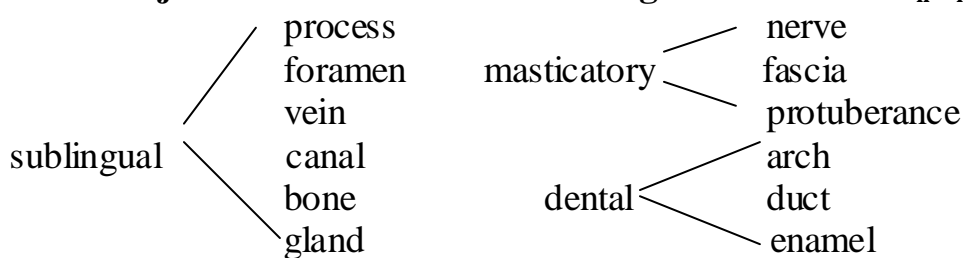 process nerve
foramen masticatory fascia
vein protuberance
sublingual canal arch
bone dental duct
gland enamel